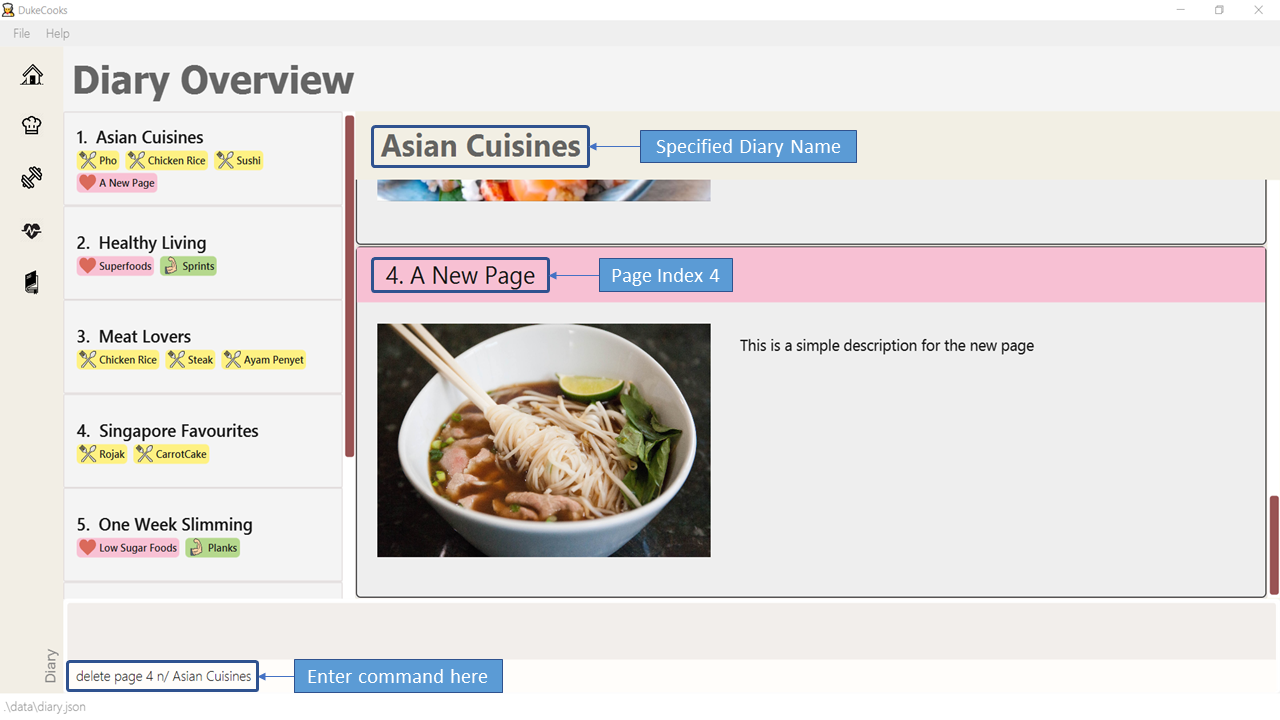 DukeCooks
File Help
Diary Overview
1. Asian Cuisines
Pho Chicken Rice Sushi
A New Page
2. Healthy Living
Superfoods Sprints
3. Meat Lovers
Chicken Rice Steak Ayam Penyet
4. Singapore Favourites
Rojak CarrotCake
5. One Week Slimming
Low Sugar Foods Planks
Asian Cuisines
Specified Diary Name
4. A New Page
Page Index 4
This is a simple description for the new page
Diary
delete page 4 n/ Asian Cuisines
Enter command here
.\data\diary.json